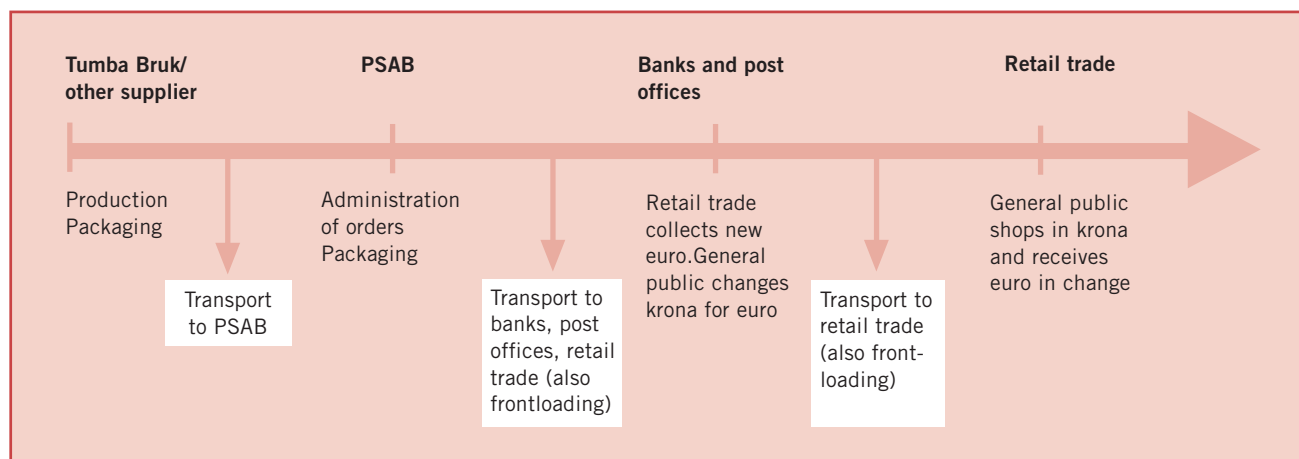 Tumba Bruk/
other supplier
PSAB
Banks and post
offices
Retail trade
Production
Packaging
Administration
of orders
Packaging
Retail trade
collects new
euro.General
public changes
krona for euro
General public
shops in krona
and receives
euro in change
Transport
to PSAB
Transport to
banks, post
offices, retail
trade (also
frontloading)
Transport to
retail trade
(also front-
loading)